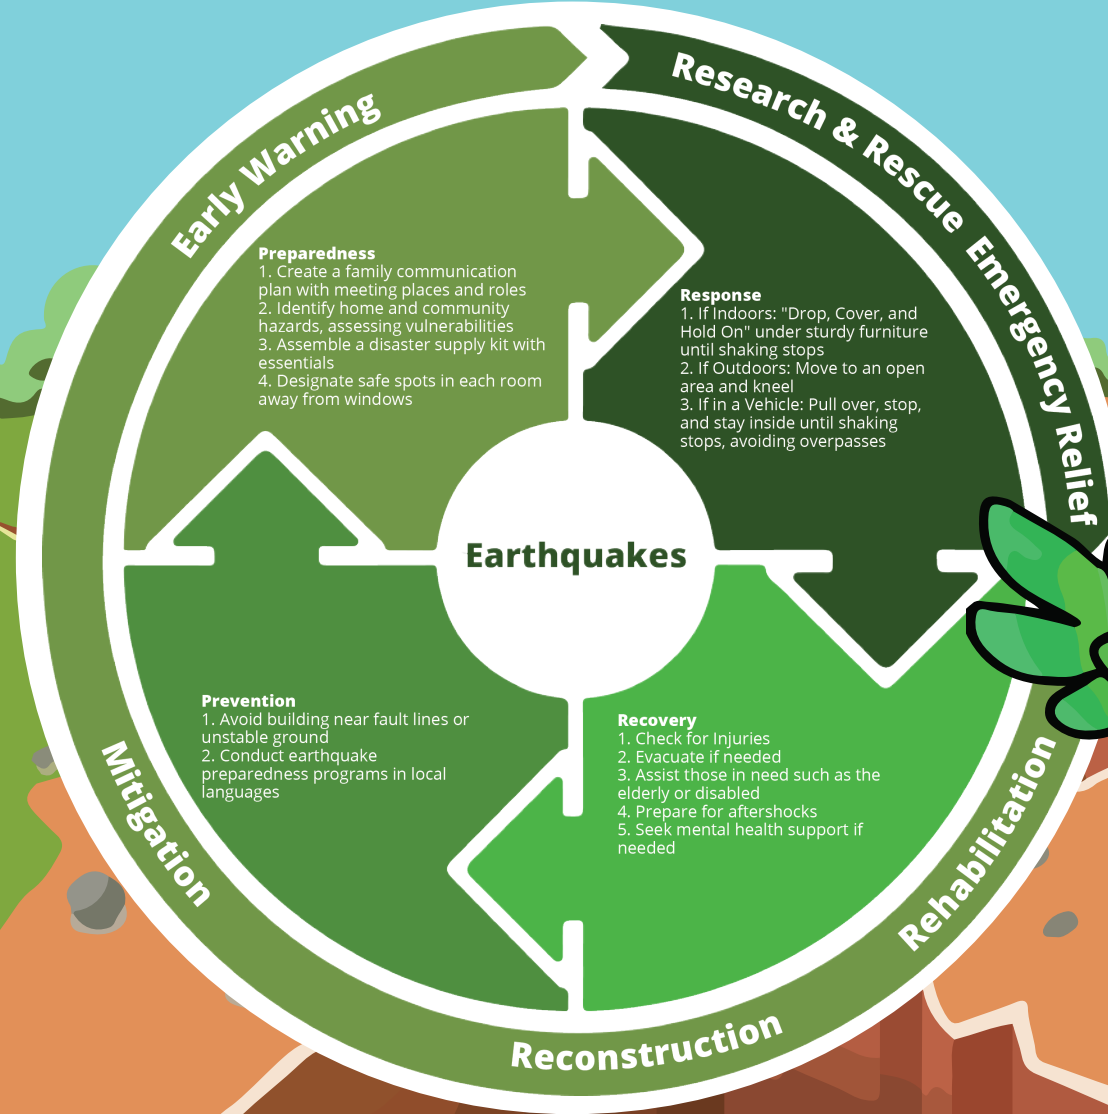 Early Warning
Research & Rescue
Emergency Relief
Preparedness
1. Create a family communication
plan with meeting places and roles
2. Identify home and community
hazards, assessing vulnerabilities
3. Assemble a disaster supply kit with
essentials
4. Designate safe spots in each room
away from windows
Response
1. If Indoors: "Drop, Cover, and
Hold On" under sturdy furniture
until shaking stops
2. If Outdoors: Move to an open
area and kneel
3. If in a Vehicle: Pull over, stop,
and stay inside until shaking
stops, avoiding overpasses
Earthquakes
Prevention
1. Avoid building near fault lines or
unstable ground
2. Conduct earthquake
preparedness programs in local
languages
Recovery
1. Check for Injuries
2. Evacuate if needed
3. Assist those in need such as the
elderly or disabled
4. Prepare for aftershocks
5. Seek mental health support if
needed
Mitigation
Rehabilitation
Reconstruction